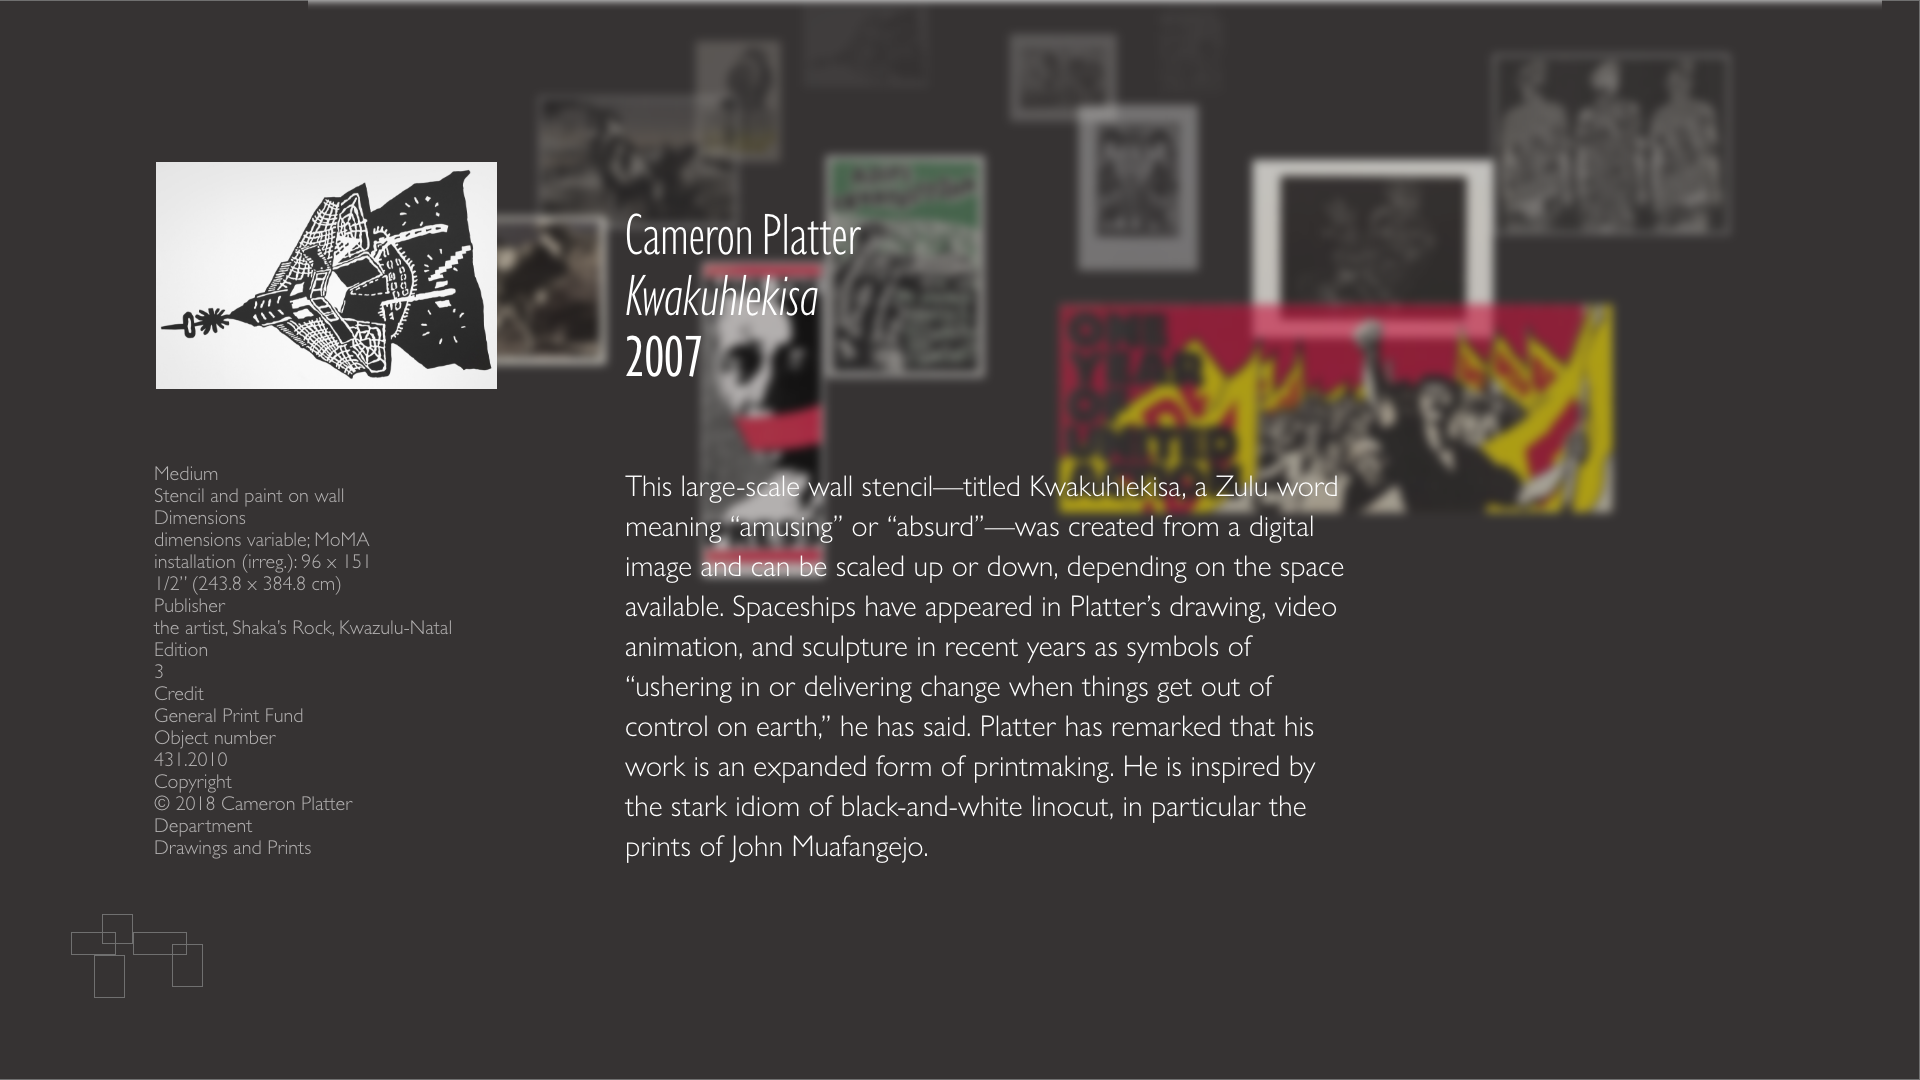 Cameron Platter
Kwakuhlekisa
2007
Medium
Stencil and paint on wall
Dimensions
dimensions variable; MoMA
installation (irreg.): 96 x 151
1/2” (243.8 x 384.8 cm)
Publisher
the artist, Shaka’s Rock, Kwazulu-Natal
Edition
3
Credit
General Print Fund
Object number
431.2010
Copyright
© 2018 Cameron Platter
Department
Drawings and Prints
This large-scale wall stencil—titled Kwakuhlekisa, a Zulu word
meaning “amusing” or “absurd”—was created from a digital
image and can be scaled up or down, depending on the space
available. Spaceships have appeared in Platter’s drawing, video
animation, and sculpture in recent years as symbols of
“ushering in or delivering change when things get out of
control on earth,” he has said. Platter has remarked that his
work is an expanded form of printmaking. He is inspired by
the stark idiom of black-and-white linocut, in particular the
prints of John Muafangejo.
ONE
YEAR
OF
UNITED